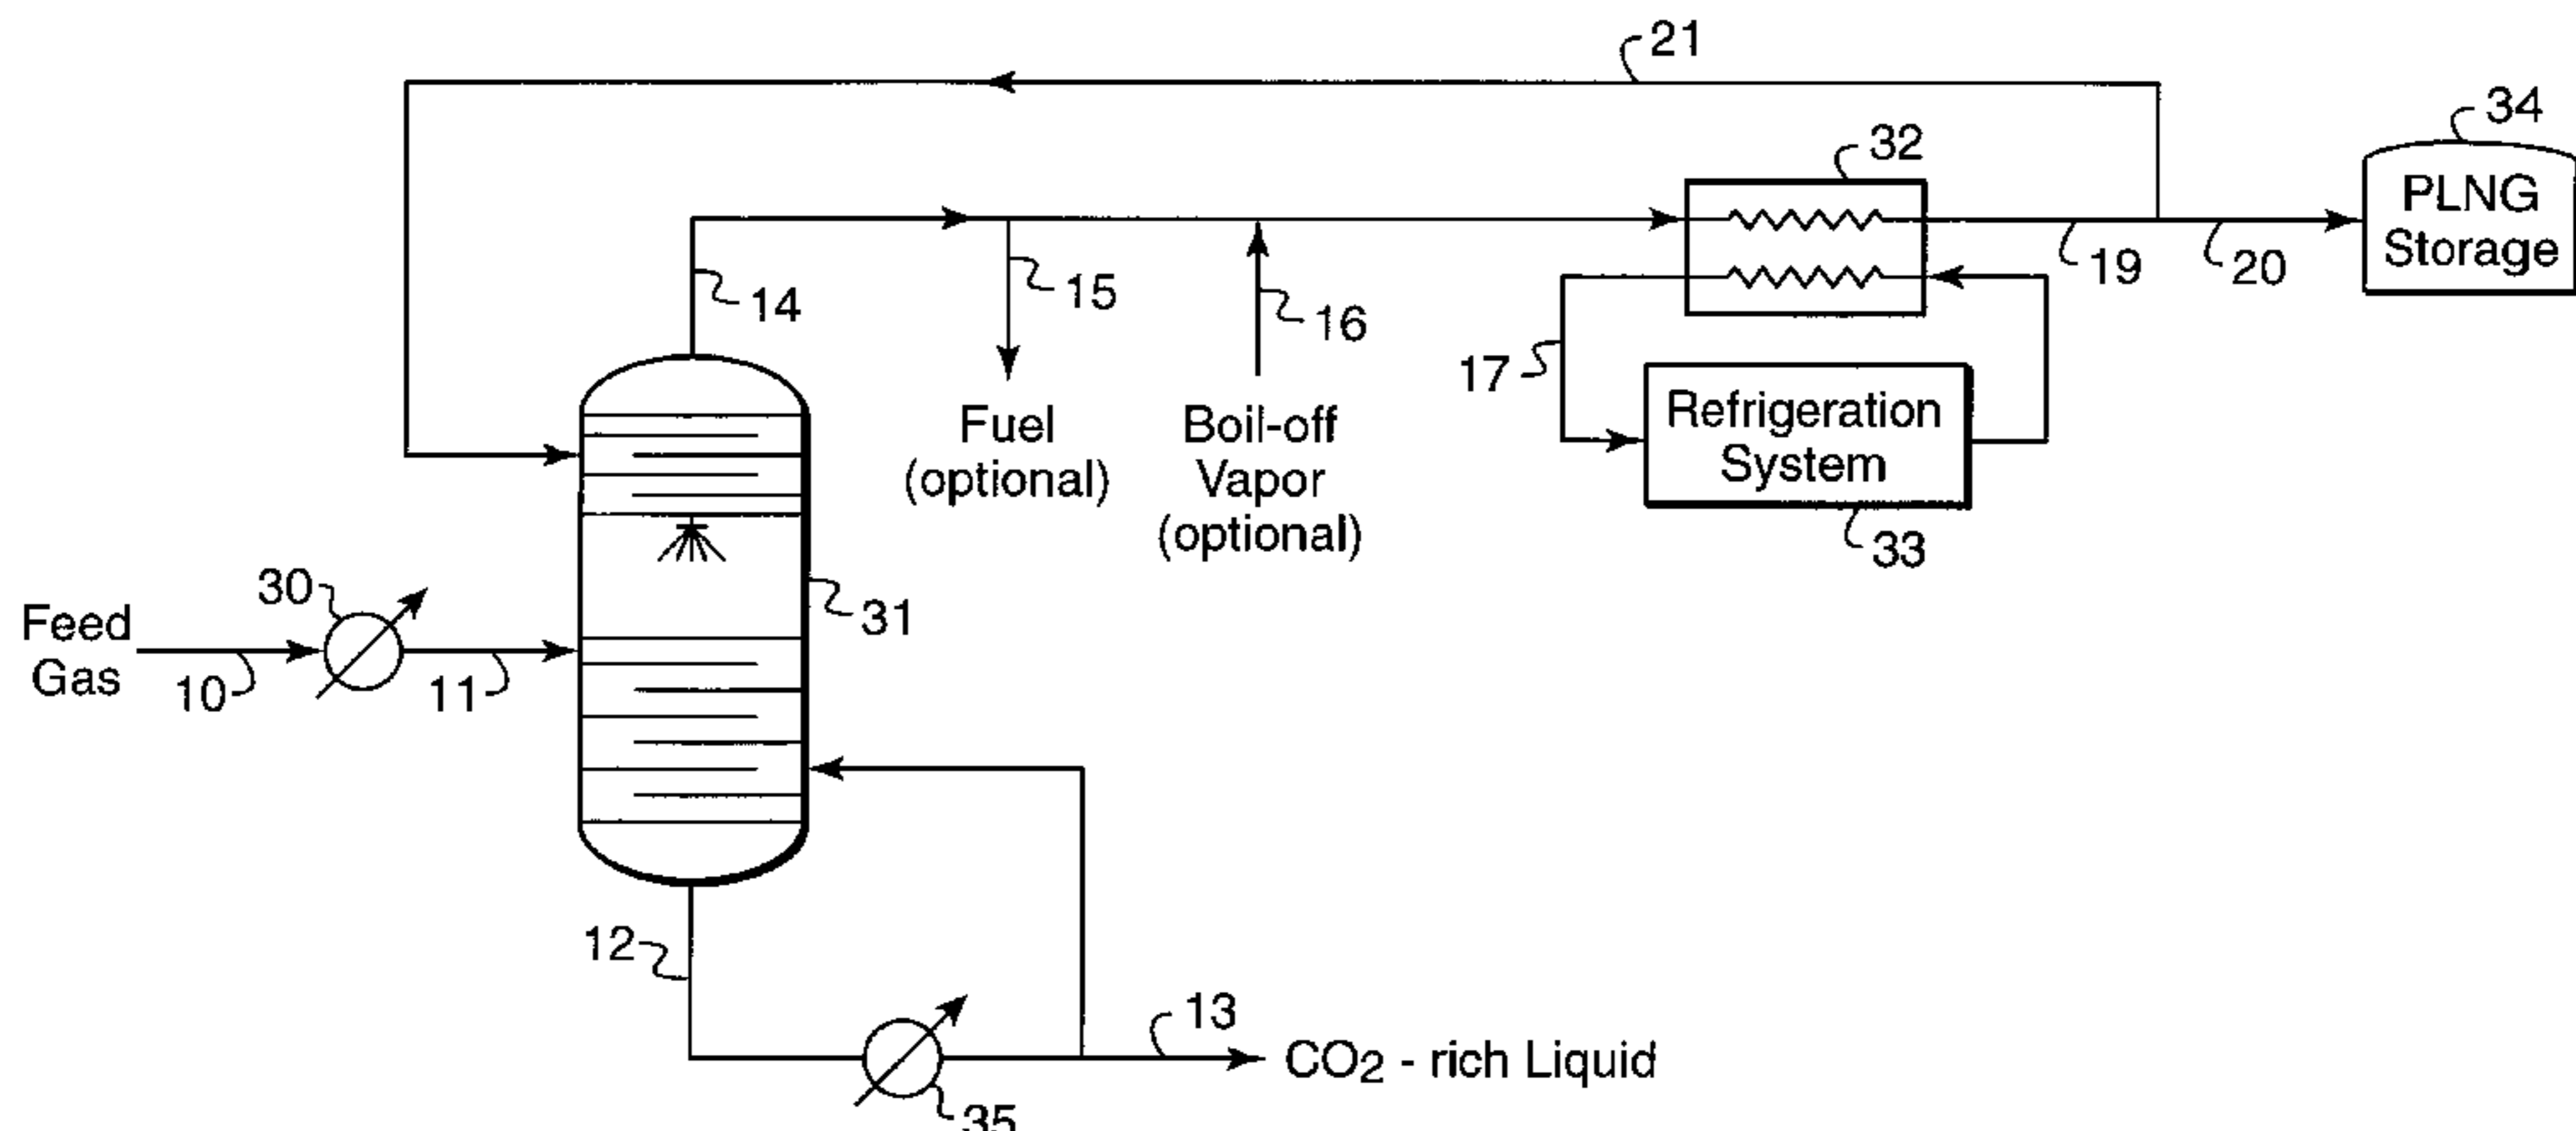 21
34
PLNG
Storage
32
19
20
14
15
16
17
Fuel
(optional)
Boil-off
Vapor
(optional)
Refrigeration
System
33
30
31
Feed
Gas
10
11
12
13
CO2 - rich Liquid
35